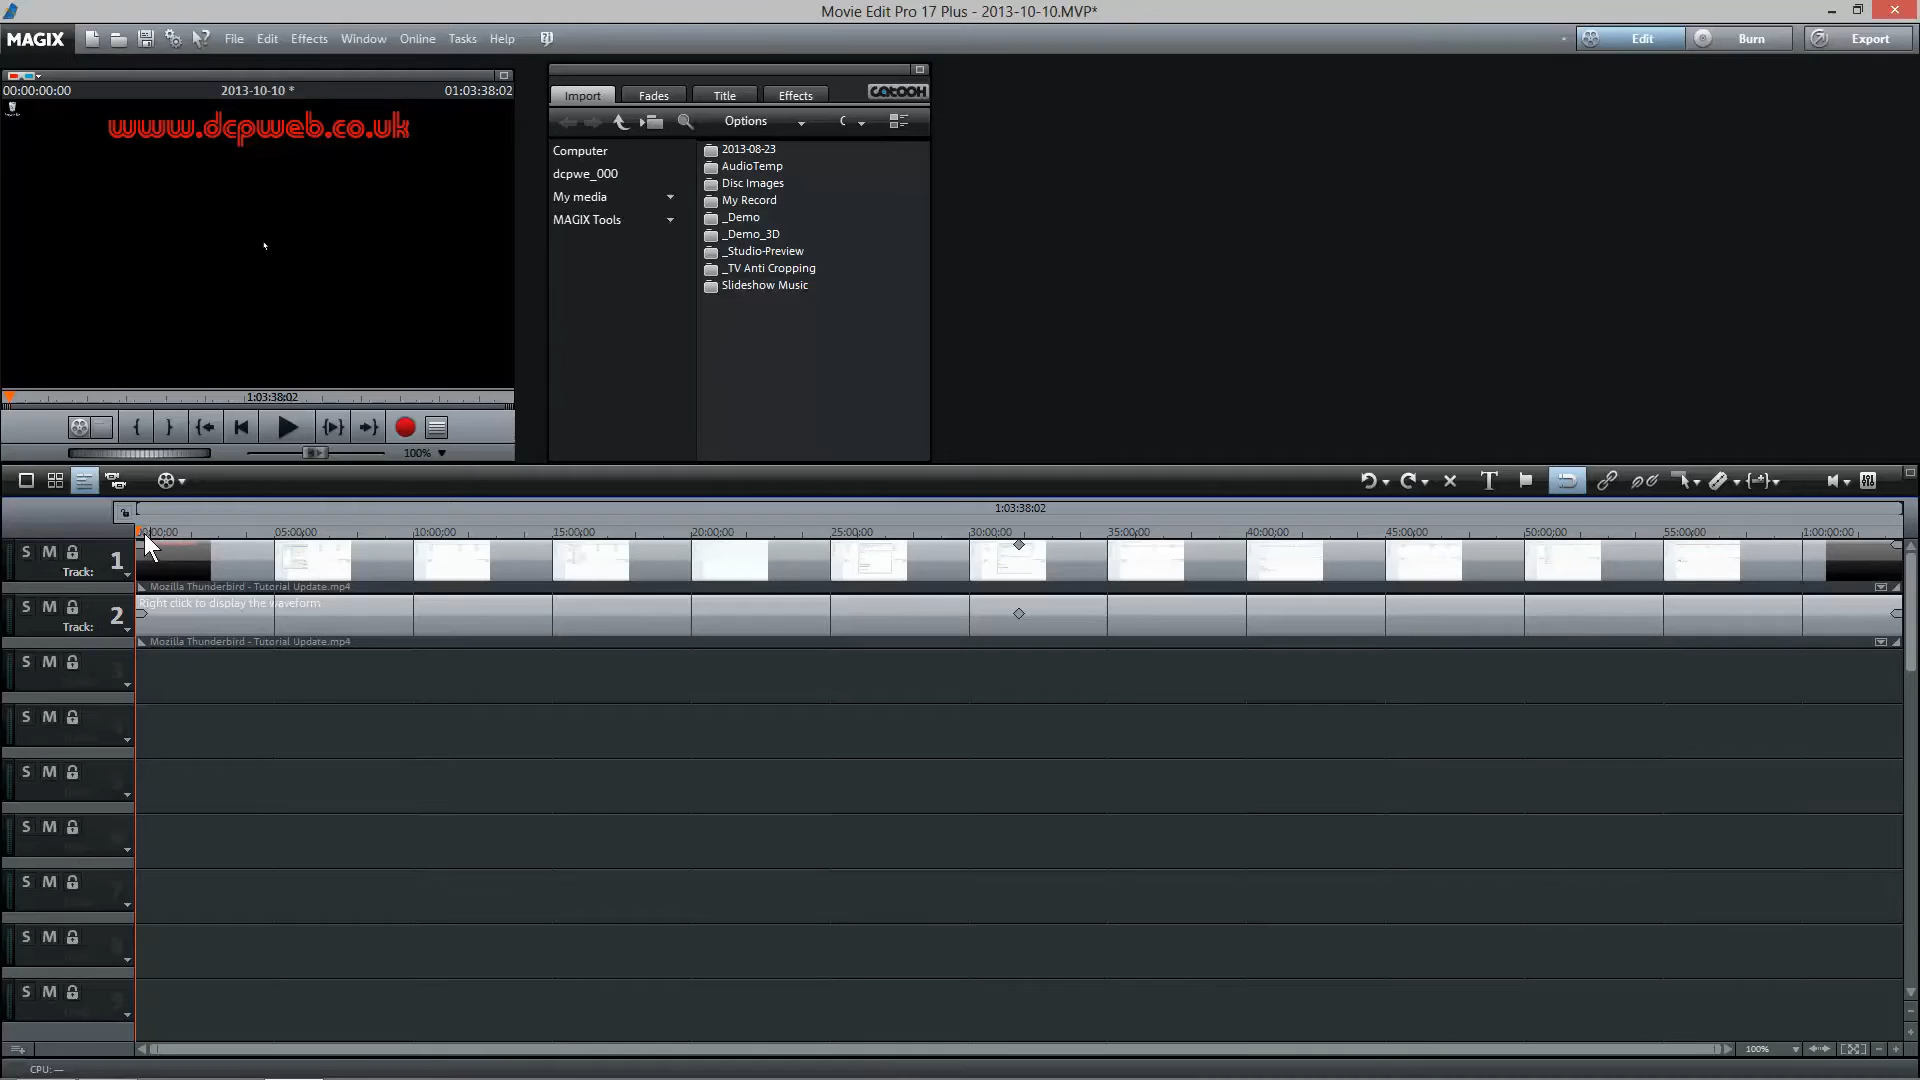 Movie Edit Pro 17 Plus - 2013-10-10.MVP*
MAGIX File Edit Effects Window Online Tasks Help
Edit Burn Export
00:00:00:00 2013-10-10 * 01:03:38:02
www.dcpweb.co.uk
1:03:38:02
100%
Import Fades Title Effects catooh
Options C
Computer
dcpwe_000
My media
MAGIX Tools
2013-08-23
AudioTemp
Disc Images
My Record
_Demo
_Demo_3D
_Studio-Preview
_TV Anti Cropping
Slideshow Music
T
1:03:38:02
05:00;00 10:00;00 15:00;00 20:00;00 25:00;00 30:00;00 35:00;00 40:00;00 45:00;00 50:00;00 55:00;00 1:00:00;00
S M 1
Track:
Mozilla Thunderbird - Tutorial Update.mp4
S M 2
Track:
Right click to display the waveform
Mozilla Thunderbird - Tutorial Update.mp4
S M
S M
S M
S M
S M
S M
S M
100%
CPU: —